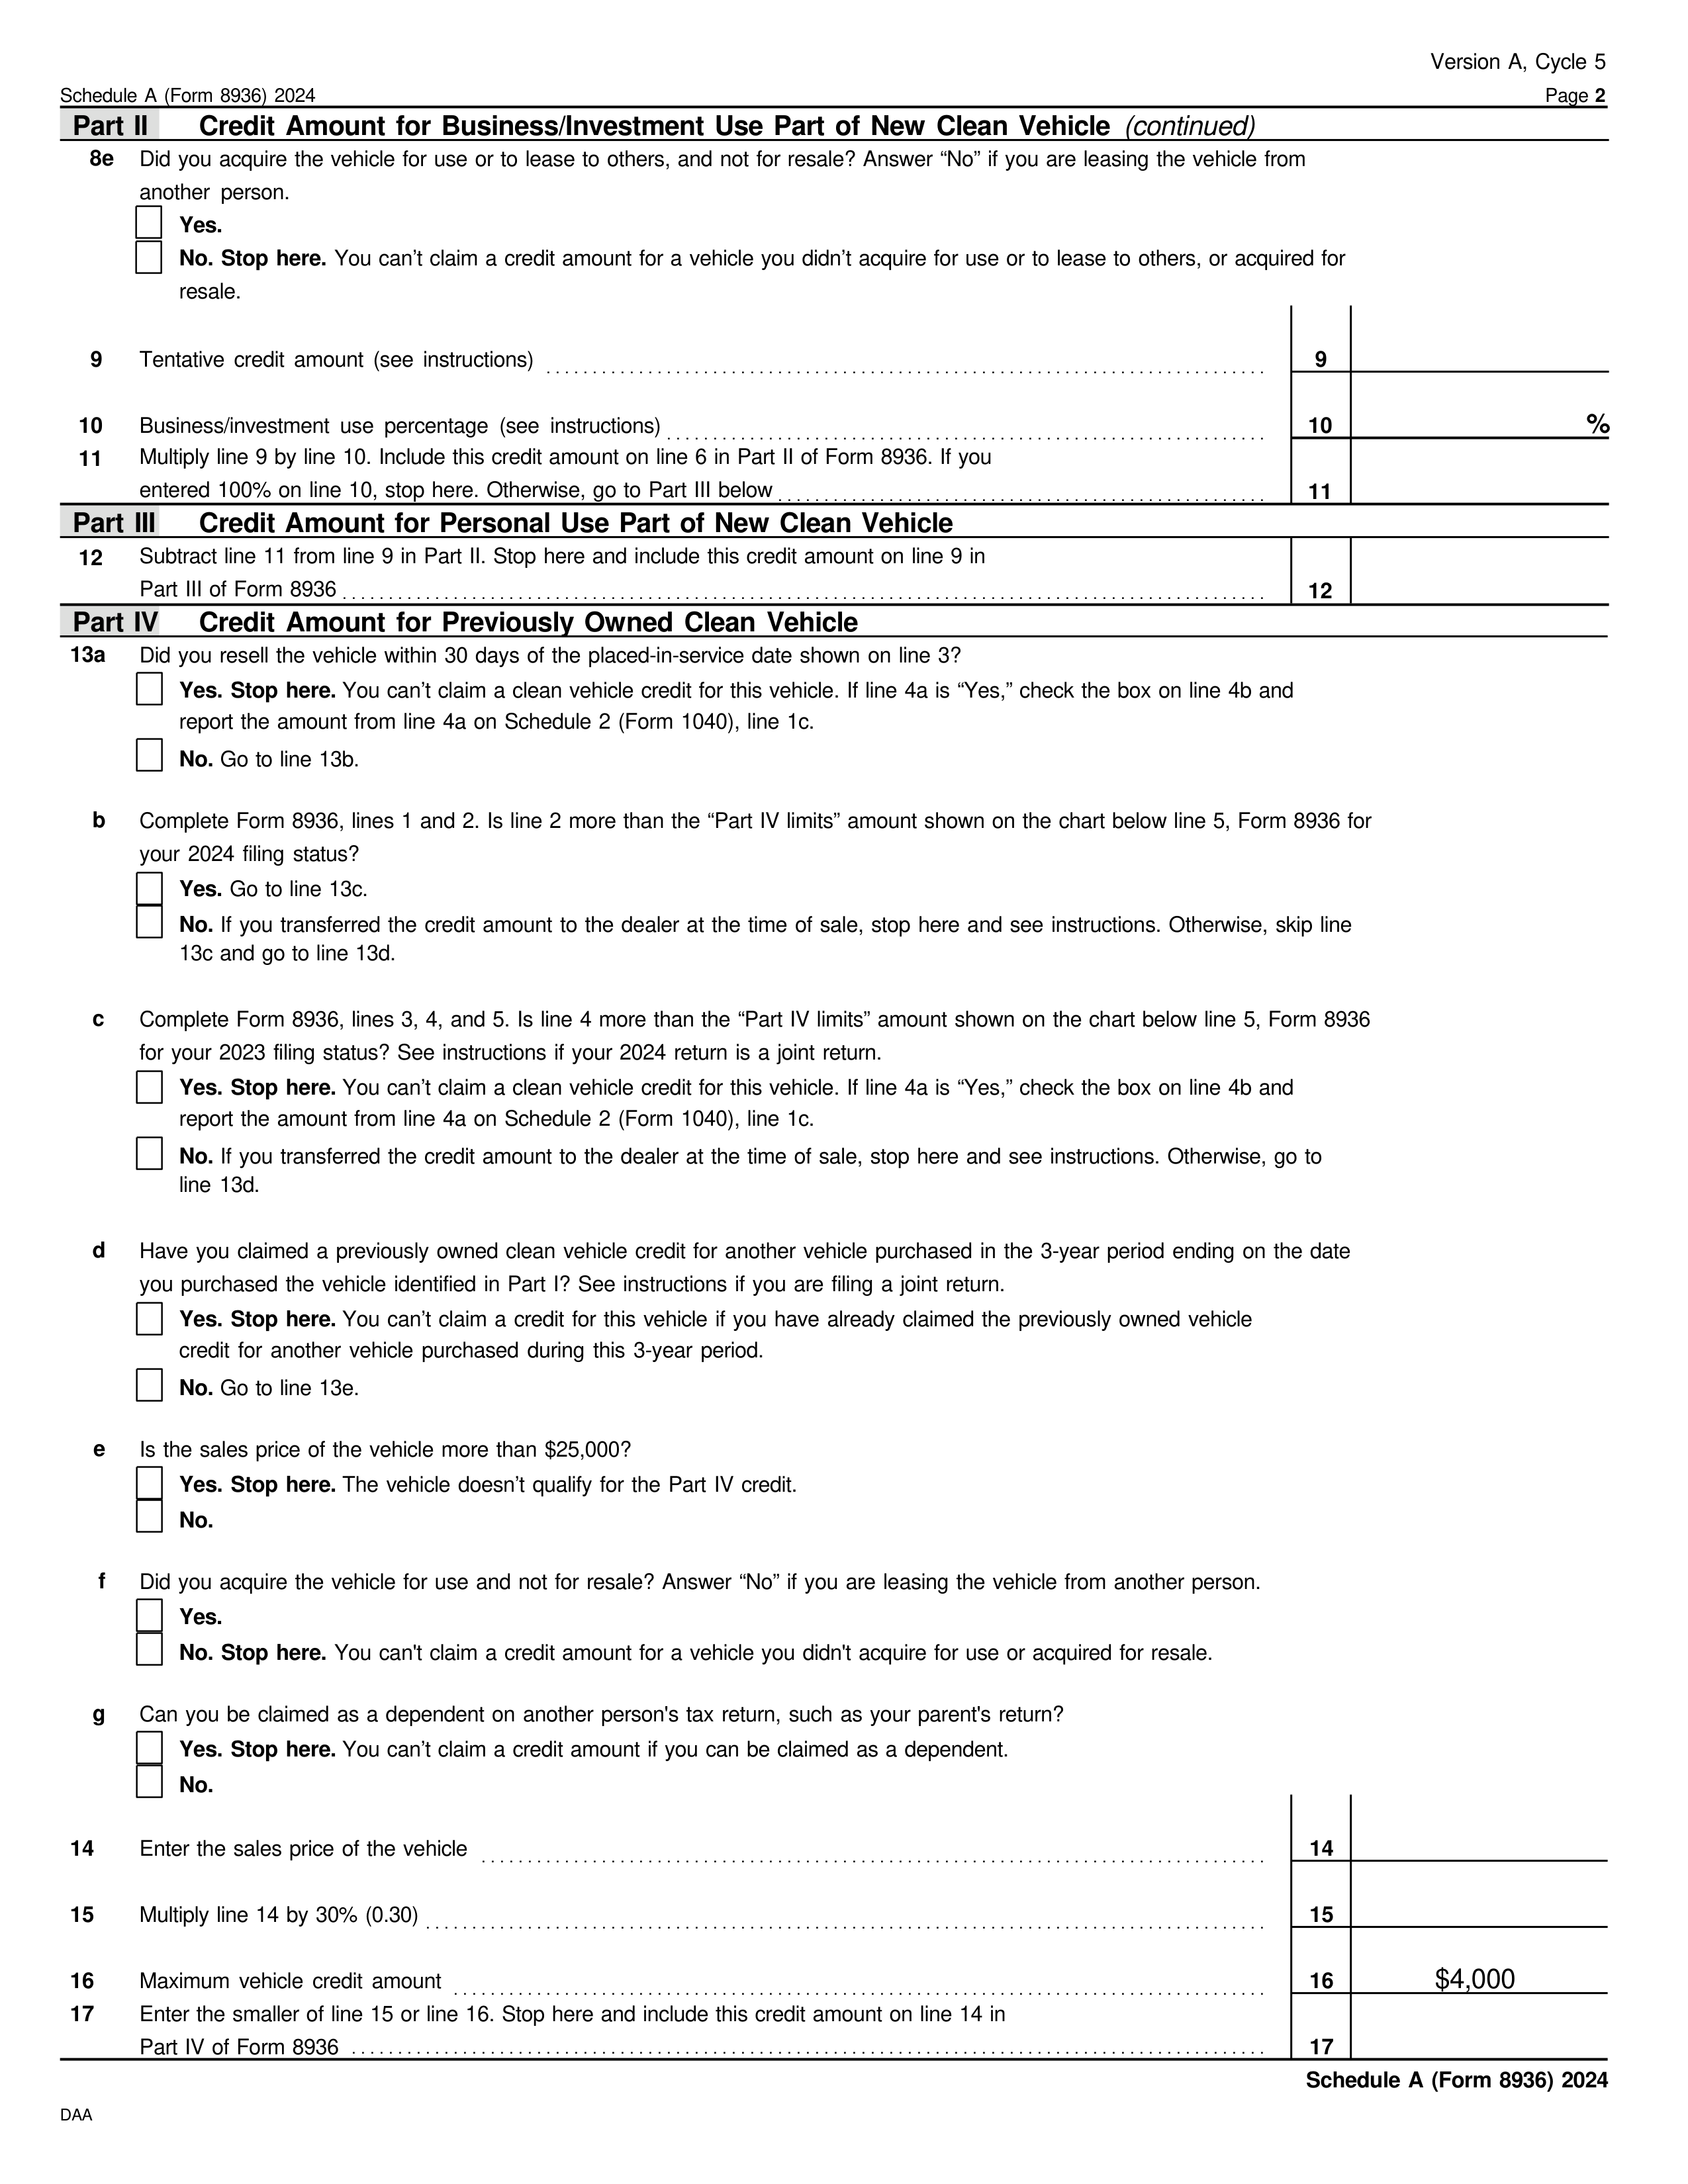 Version A, Cycle 5
Schedule A (Form 8936) 2024 Page 2
Part II Credit Amount for Business/Investment Use Part of New Clean Vehicle (continued)
8e Did you acquire the vehicle for use or to lease to others, and not for resale? Answer “No” if you are leasing the vehicle from
another person.
Yes.
No. Stop here. You can’t claim a credit amount for a vehicle you didn’t acquire for use or to lease to others, or acquired for
resale.
9 Tentative credit amount (see instructions) 9
10 Business/investment use percentage (see instructions) 10 %
11 Multiply line 9 by line 10. Include this credit amount on line 6 in Part II of Form 8936. If you
entered 100% on line 10, stop here. Otherwise, go to Part III below 11
Part III Credit Amount for Personal Use Part of New Clean Vehicle
12 Subtract line 11 from line 9 in Part II. Stop here and include this credit amount on line 9 in
Part III of Form 8936 12
Part IV Credit Amount for Previously Owned Clean Vehicle
13a Did you resell the vehicle within 30 days of the placed-in-service date shown on line 3?
Yes. Stop here. You can’t claim a clean vehicle credit for this vehicle. If line 4a is “Yes,” check the box on line 4b and
report the amount from line 4a on Schedule 2 (Form 1040), line 1c.
No. Go to line 13b.
b Complete Form 8936, lines 1 and 2. Is line 2 more than the “Part IV limits” amount shown on the chart below line 5, Form 8936 for
your 2024 filing status?
Yes. Go to line 13c.
No. If you transferred the credit amount to the dealer at the time of sale, stop here and see instructions. Otherwise, skip line
13c and go to line 13d.
c Complete Form 8936, lines 3, 4, and 5. Is line 4 more than the “Part IV limits” amount shown on the chart below line 5, Form 8936
for your 2023 filing status? See instructions if your 2024 return is a joint return.
Yes. Stop here. You can’t claim a clean vehicle credit for this vehicle. If line 4a is “Yes,” check the box on line 4b and
report the amount from line 4a on Schedule 2 (Form 1040), line 1c.
No. If you transferred the credit amount to the dealer at the time of sale, stop here and see instructions. Otherwise, go to
line 13d.
d Have you claimed a previously owned clean vehicle credit for another vehicle purchased in the 3-year period ending on the date
you purchased the vehicle identified in Part I? See instructions if you are filing a joint return.
Yes. Stop here. You can’t claim a credit for this vehicle if you have already claimed the previously owned vehicle
credit for another vehicle purchased during this 3-year period.
No. Go to line 13e.
e Is the sales price of the vehicle more than $25,000?
Yes. Stop here. The vehicle doesn’t qualify for the Part IV credit.
No.
f Did you acquire the vehicle for use and not for resale? Answer “No” if you are leasing the vehicle from another person.
Yes.
No. Stop here. You can't claim a credit amount for a vehicle you didn't acquire for use or acquired for resale.
g Can you be claimed as a dependent on another person's tax return, such as your parent's return?
Yes. Stop here. You can’t claim a credit amount if you can be claimed as a dependent.
No.
14 Enter the sales price of the vehicle 14
15 Multiply line 14 by 30% (0.30) 15
16 Maximum vehicle credit amount 16 $4,000
17 Enter the smaller of line 15 or line 16. Stop here and include this credit amount on line 14 in
Part IV of Form 8936 17
Schedule A (Form 8936) 2024
DAA